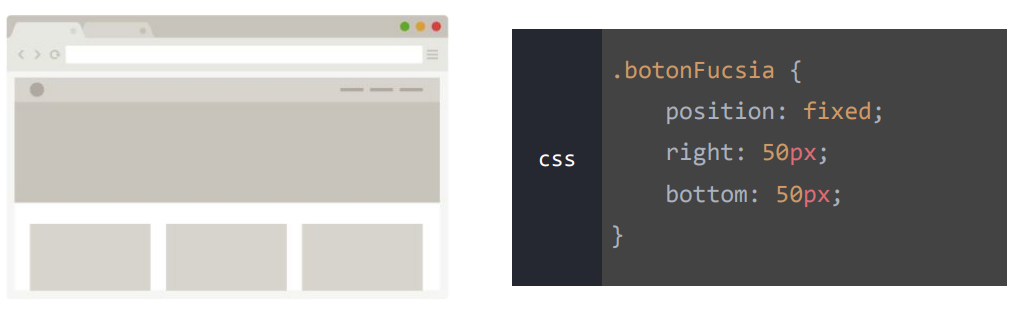 css
.botonFucsia {
position: fixed;
right: 50px;
bottom: 50px;
}